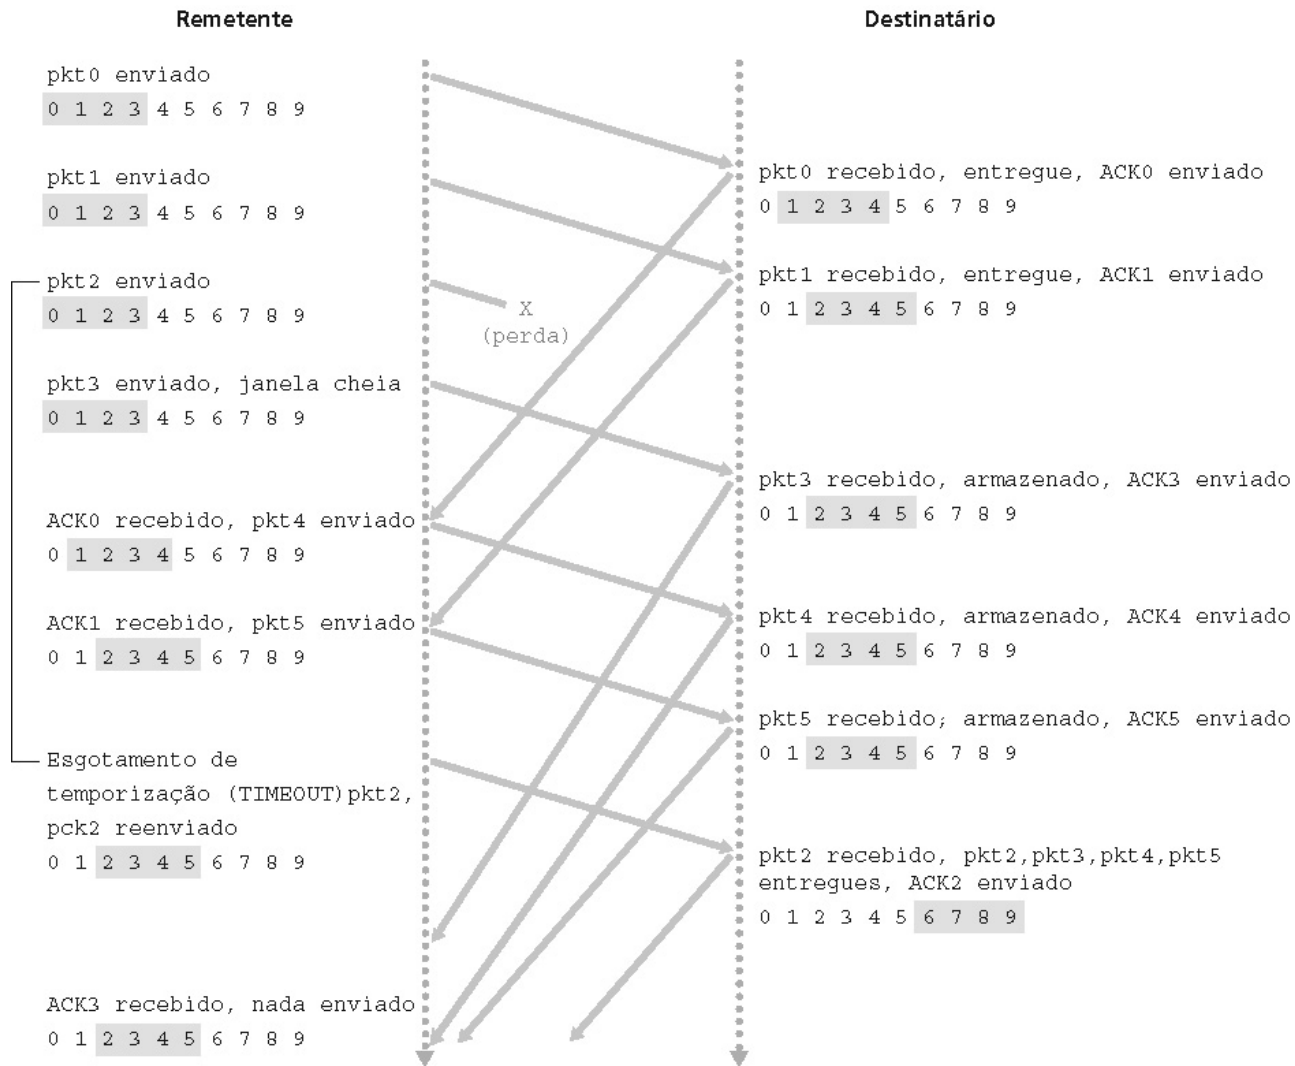 Remetente
Destinatário
pkt0 enviado
0 1 2 3 4 5 6 7 8 9
pkt1 enviado
0 1 2 3 4 5 6 7 8 9
pkt2 enviado
0 1 2 3 4 5 6 7 8 9
pkt3 enviado, janela cheia
0 1 2 3 4 5 6 7 8 9
ACK0 recebido, pkt4 enviado
0 1 2 3 4 5 6 7 8 9
ACK1 recebido, pkt5 enviado
0 1 2 3 4 5 6 7 8 9
Esgotamento de
temporização (TIMEOUT)pkt2,
pck2 reenviado
0 1 2 3 4 5 6 7 8 9
ACK3 recebido, nada enviado
0 1 2 3 4 5 6 7 8 9
X
(perda)
pkt0 recebido, entregue, ACK0 enviado
0 1 2 3 4 5 6 7 8 9
pkt1 recebido, entregue, ACK1 enviado
0 1 2 3 4 5 6 7 8 9
pkt3 recebido, armazenado, ACK3 enviado
0 1 2 3 4 5 6 7 8 9
pkt4 recebido, armazenado, ACK4 enviado
0 1 2 3 4 5 6 7 8 9
pkt5 recebido; armazenado, ACK5 enviado
0 1 2 3 4 5 6 7 8 9
pkt2 recebido, pkt2,pkt3,pkt4,pkt5
entregues, ACK2 enviado
0 1 2 3 4 5 6 7 8 9